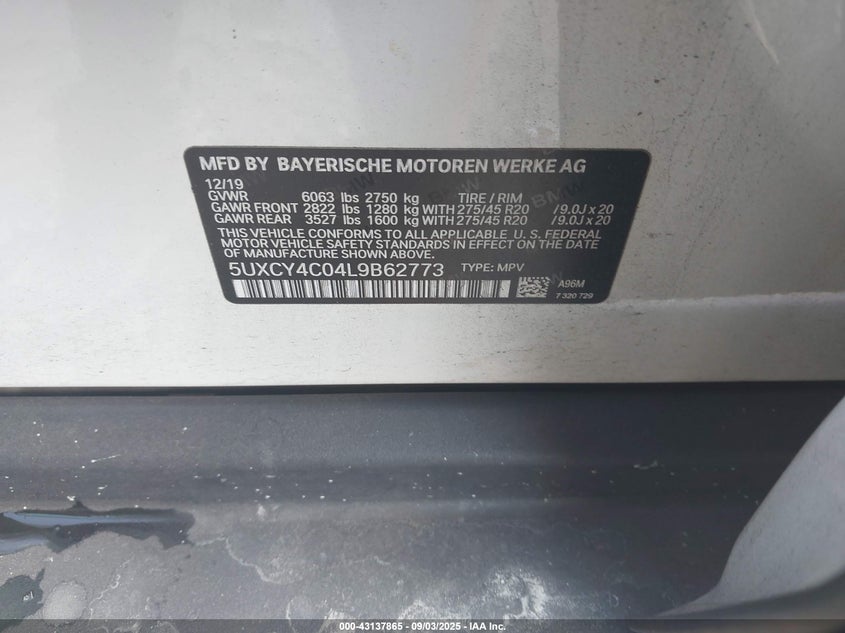 MFD BY BAYERISCHE MOTOREN WERKE AG
12/19
GVWR 6063 lbs 2750 kg TIRE / RIM
GAWR FRONT 2822 lbs 1280 kg WITH 275/45 R20 / 9.0J x 20
GAWR REAR 3527 lbs 1600 kg WITH 275/45 R20 / 9.0J x 20
THIS VEHICLE CONFORMS TO ALL APPLICABLE U. S. FEDERAL
MOTOR VEHICLE SAFETY STANDARDS IN EFFECT ON THE DATE
OF MANUFACTURE SHOWN ABOVE.
5UXCY4C04L9B62773 TYPE: MPV
A96M
7 320 729
000-43137865 - 09/03/2025 - IAA Inc.